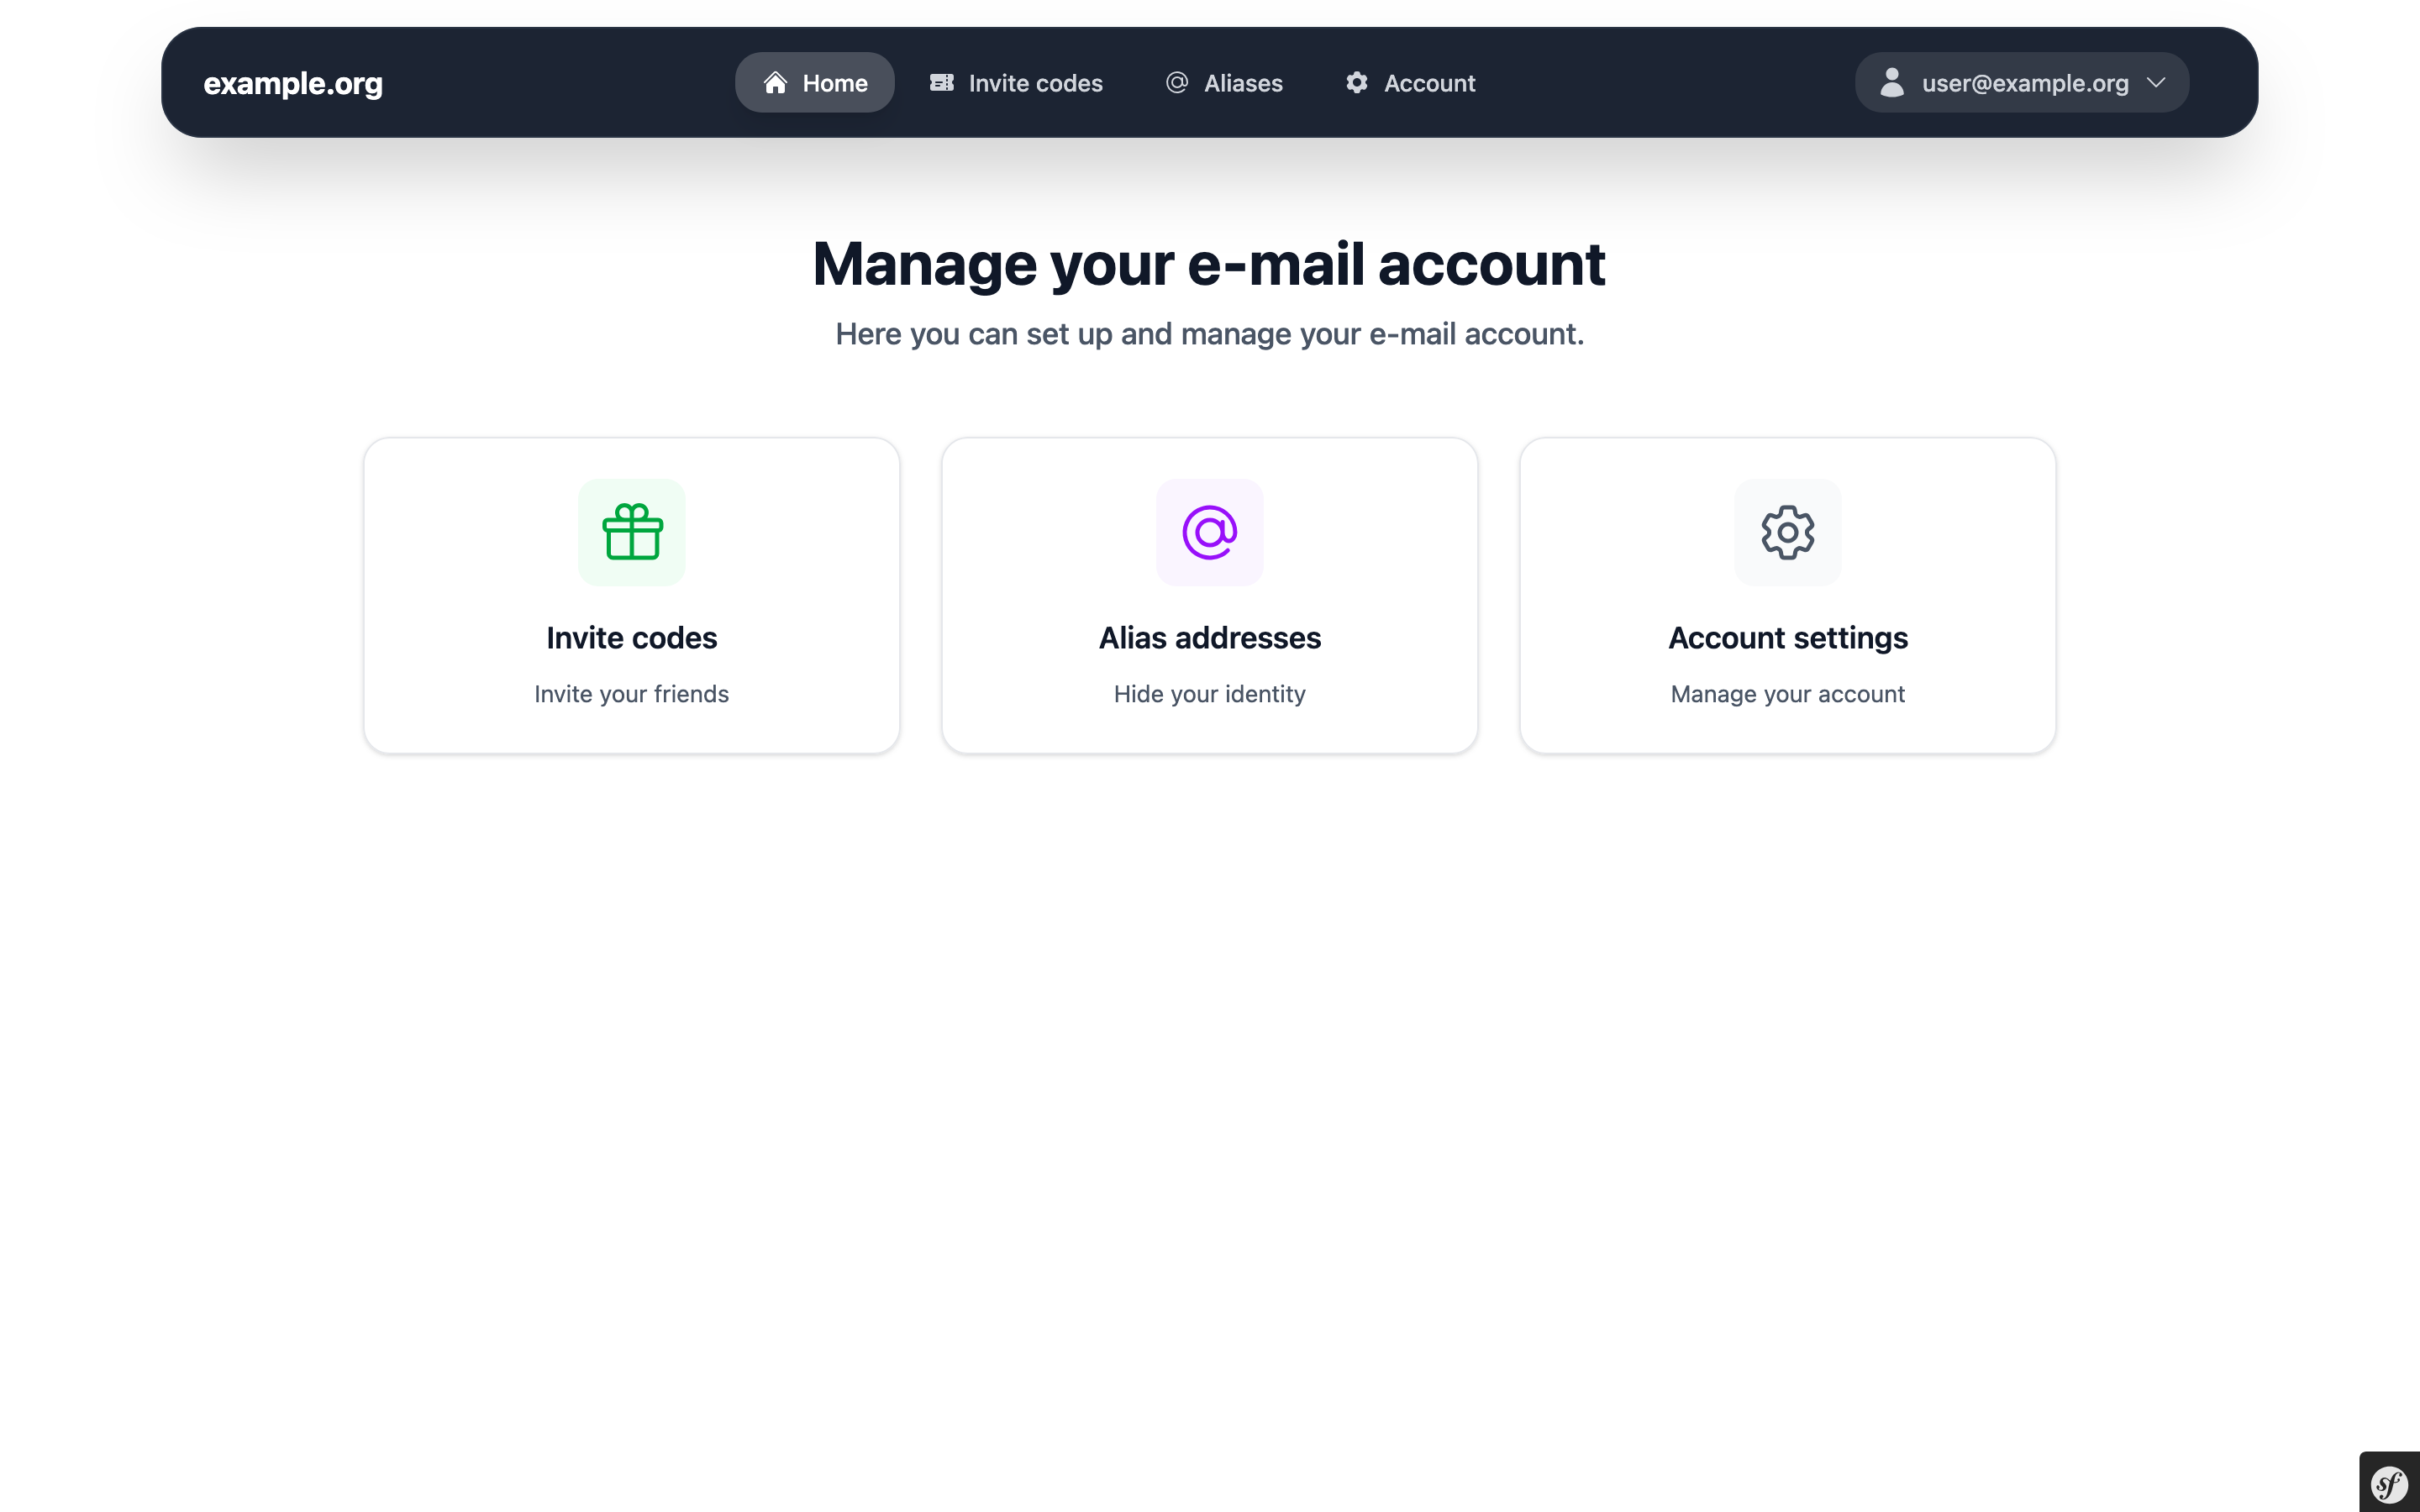 example.org
Home
Invite codes
Aliases
Account
user@example.org
Manage your e-mail account
Here you can set up and manage your e-mail account.
Invite codes
Invite your friends
Alias addresses
Hide your identity
Account settings
Manage your account
sf